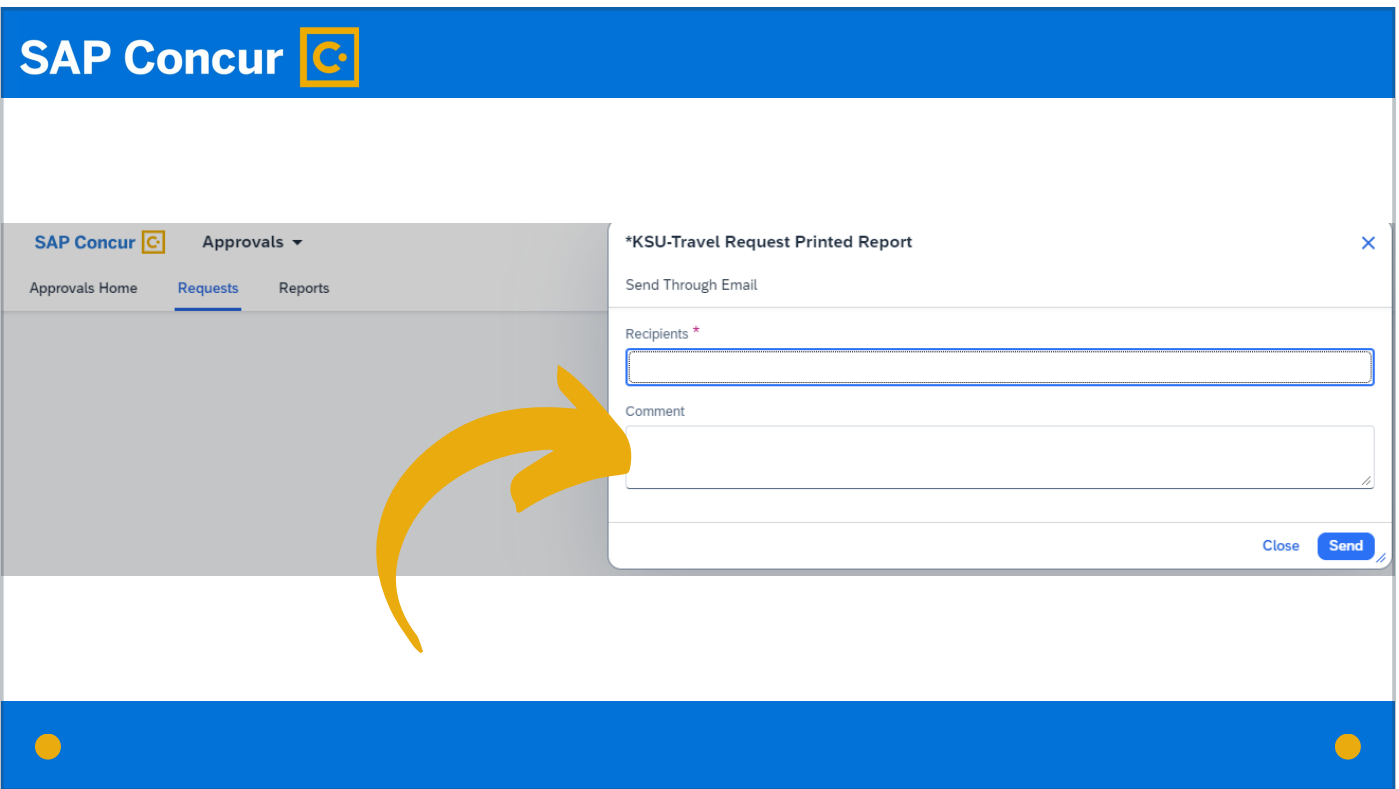 SAP Concur
SAP Concur Approvals
*KSU-Travel Request Printed Report
Approvals Home Requests Reports
Send Through Email
Recipients *
Comment
Close Send